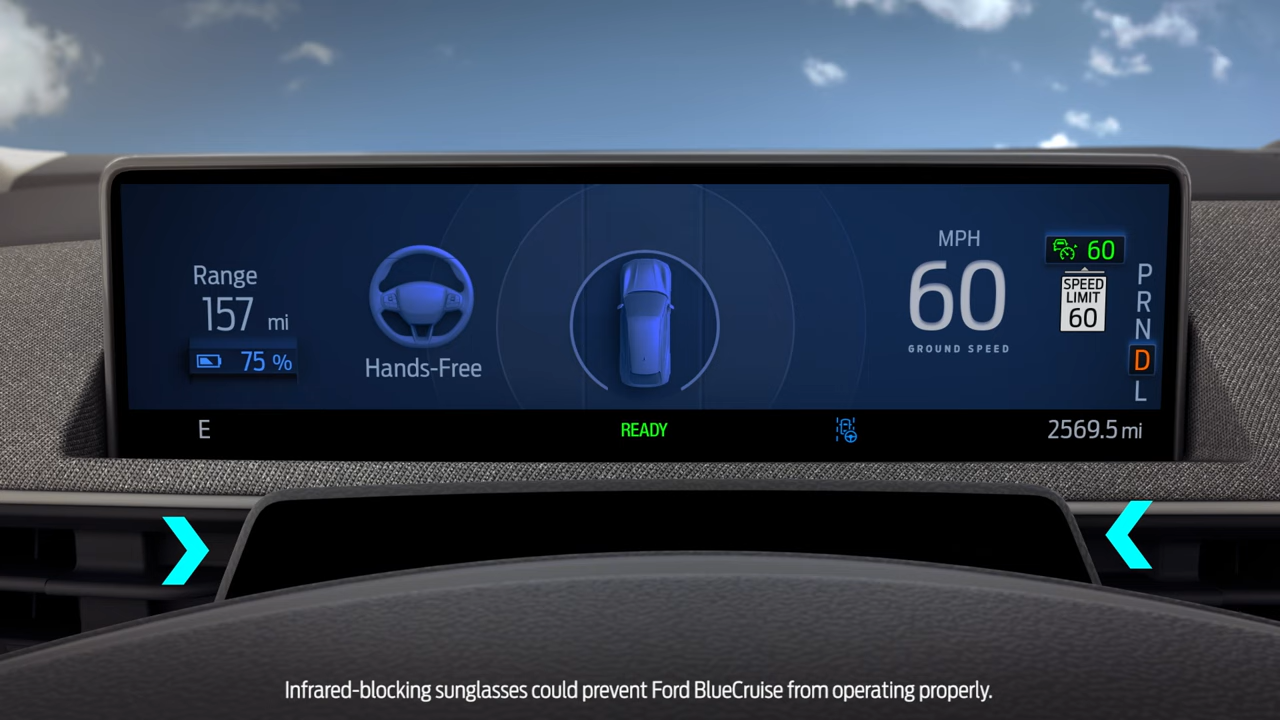 Range
157 mi
75 %
Hands-Free
MPH
60
GROUND SPEED
60
SPEED
LIMIT
60
P
R
N
D
L
E
READY
2569.5 mi
Infrared-blocking sunglasses could prevent Ford BlueCruise from operating properly.